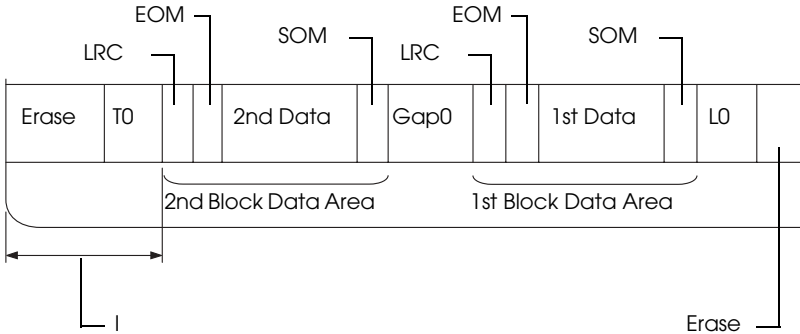 EOM
EOM
SOM
SOM
LRC
LRC
Erase T0 2nd Data Gap0 1st Data L0
2nd Block Data Area 1st Block Data Area
l Erase